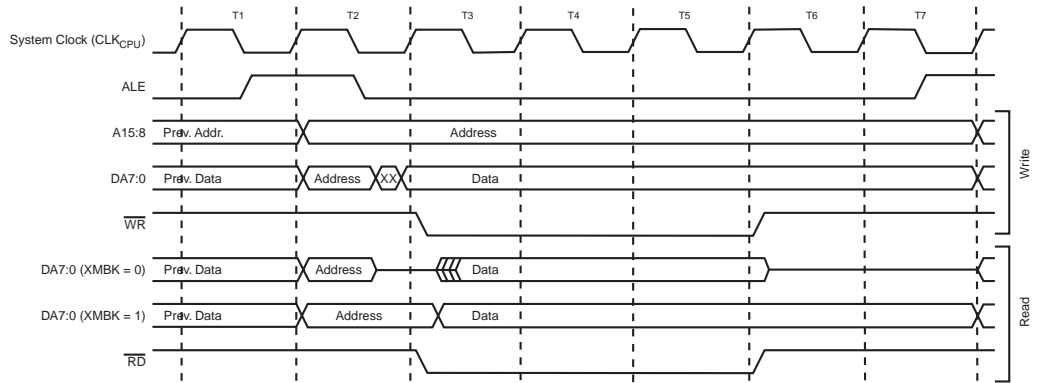 T1 T2 T3 T4 T5 T6 T7
System Clock (CLKCPU)
ALE
A15:8 Prev. Addr. Address
DA7:0 Prev. Data Address XX Data
WR
DA7:0 (XMBK = 0) Prev. Data Address Data
DA7:0 (XMBK = 1) Prev. Data Address Data
RD
Write
Read